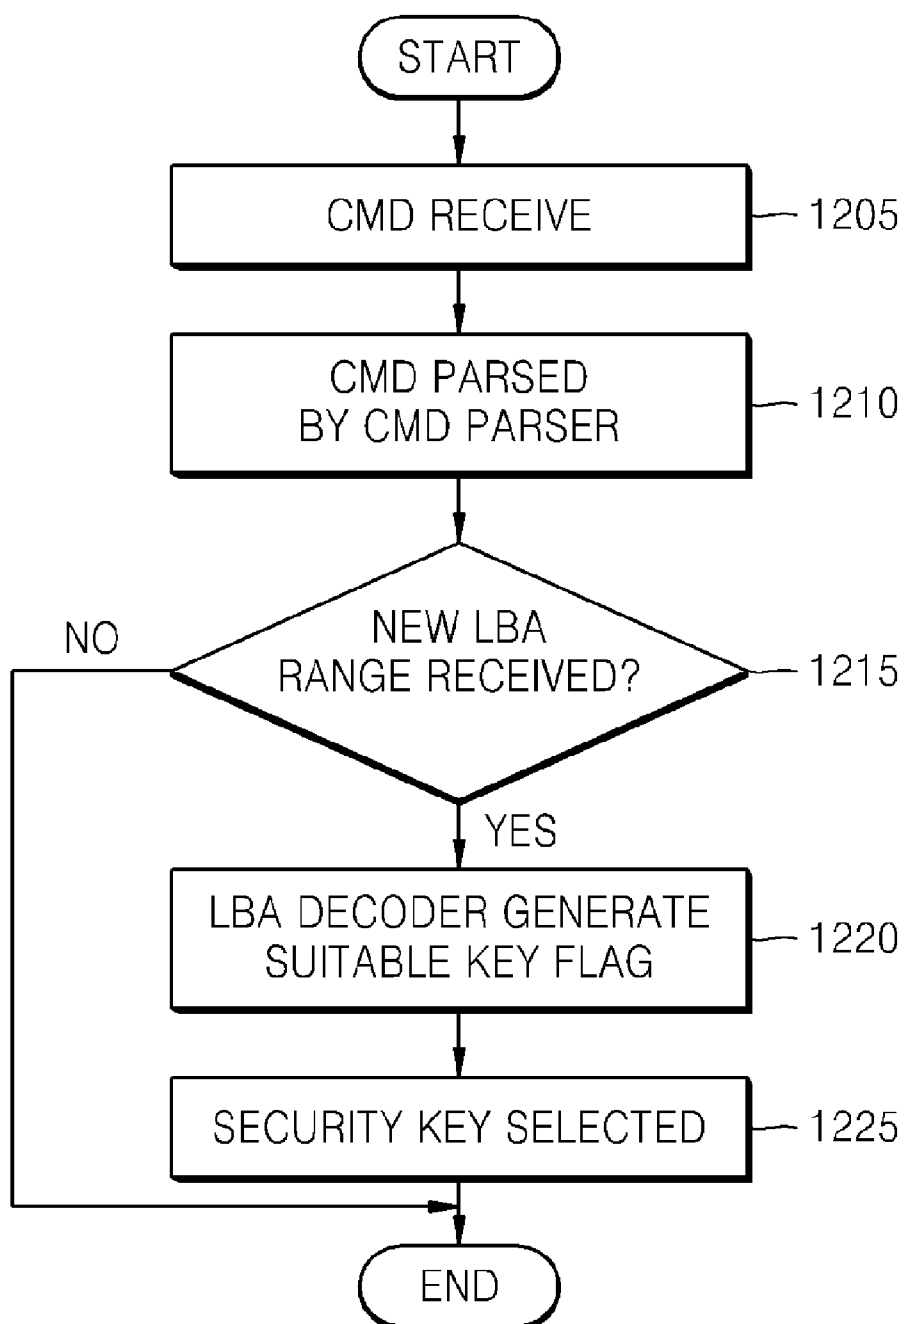 START
CMD RECEIVE
1205
CMD PARSED
BY CMD PARSER
1210
NEW LBA
RANGE RECEIVED?
1215
NO
YES
LBA DECODER GENERATE
SUITABLE KEY FLAG
1220
SECURITY KEY SELECTED
1225
END